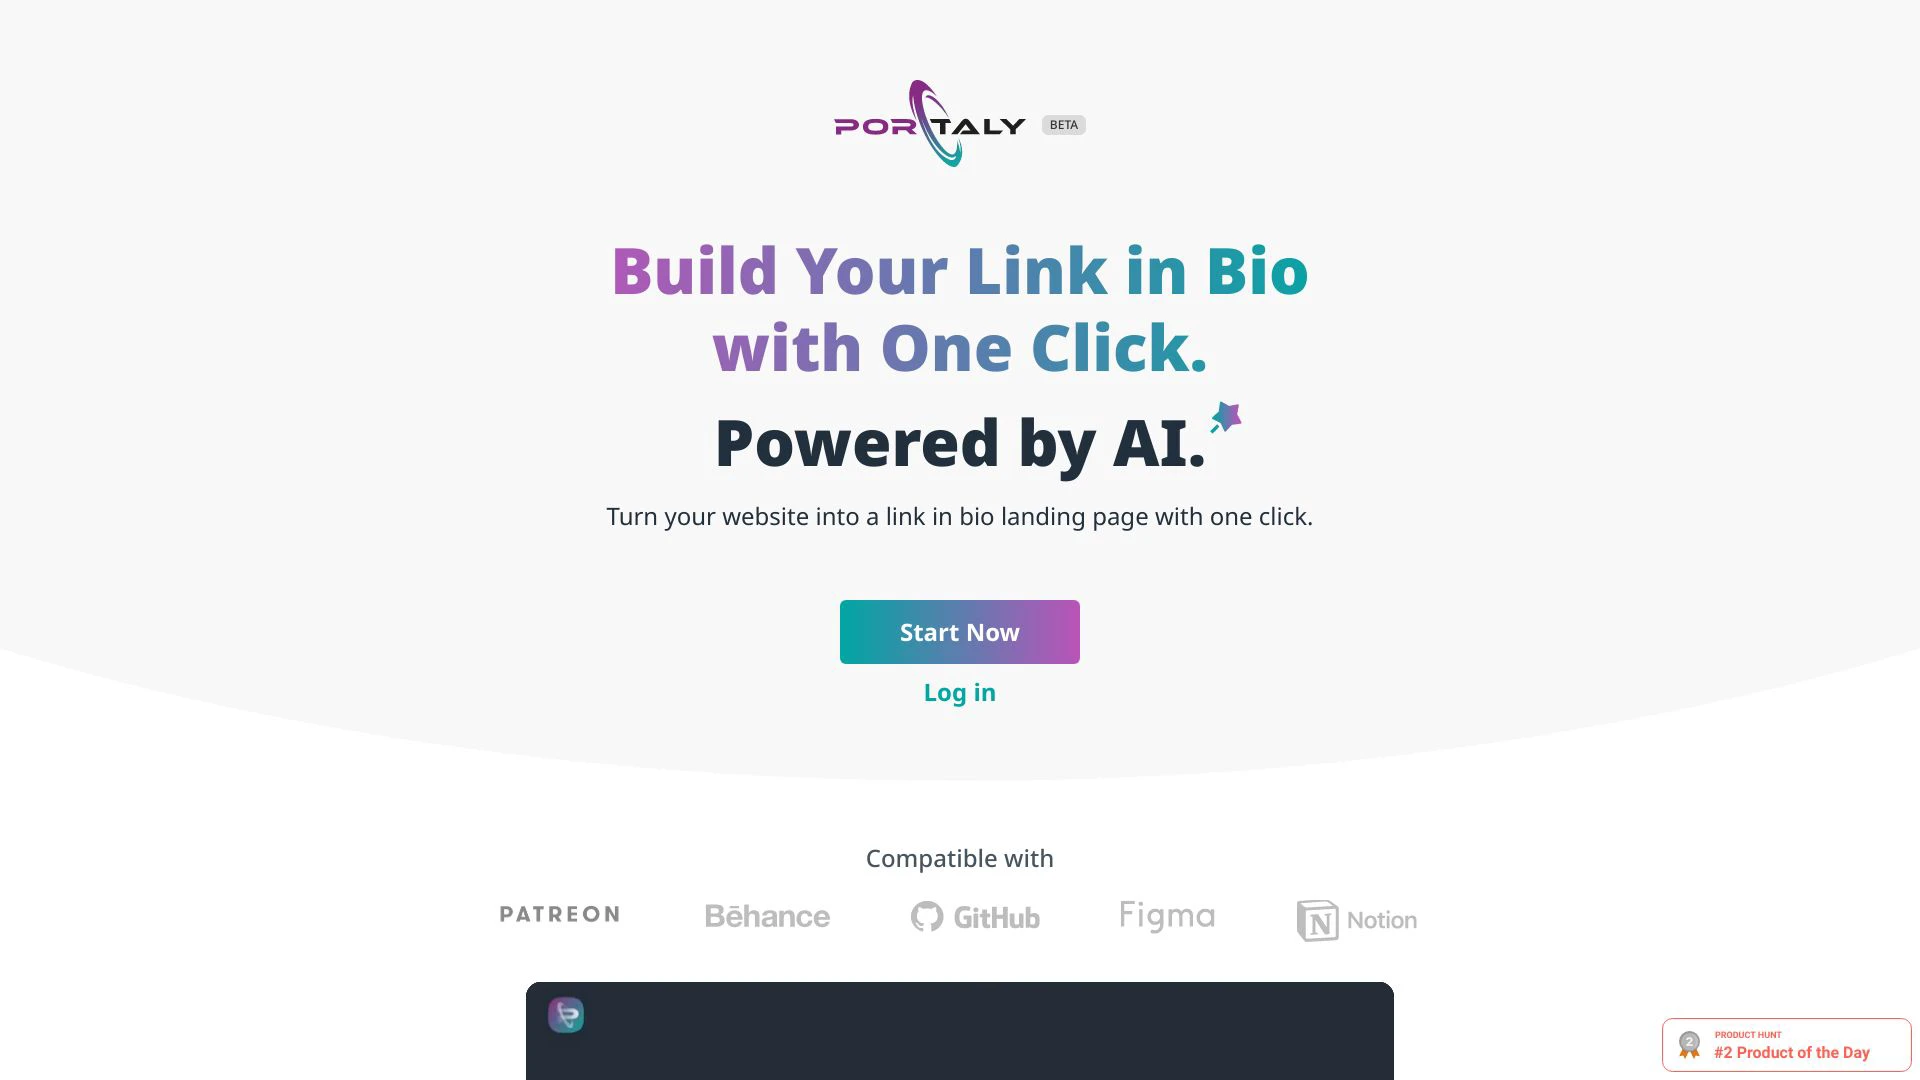 PORTALY BETA
Build Your Link in Bio
with One Click.
Powered by AI.
Turn your website into a link in bio landing page with one click.
Start Now
Log in
Compatible with
PATREON Bēhance GitHub Figma Notion
2 PRODUCT HUNT
#2 Product of the Day